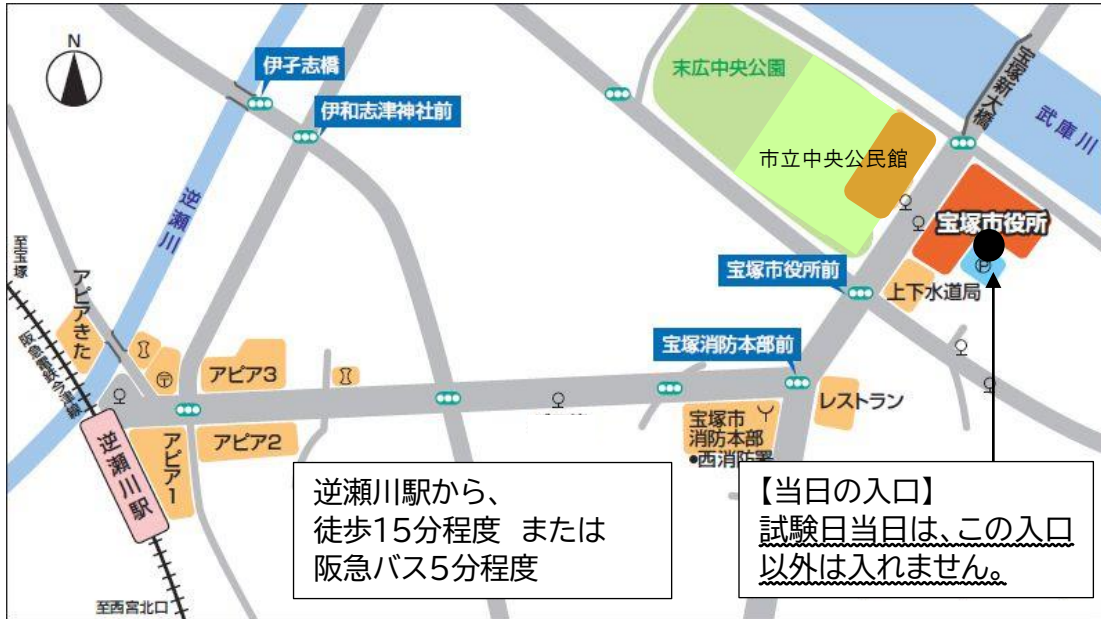 N
伊子志橋
伊和志津神社前
末広中央公園
宝塚新大橋
武庫川
市立中央公民館
逆瀬川
宝塚市役所
P
至宝塚
宝塚市役所前
上下水道局
アピアきた
阪急電鉄今津線
宝塚消防本部前
〒
アピア3
レストラン
宝塚市
消防本部
●西消防署
アピア2
アピア1
逆瀬川駅
逆瀬川駅から、
徒歩15分程度 または
阪急バス5分程度
【当日の入口】
試験日当日は、この入口
以外は入れません。
至西宮北口